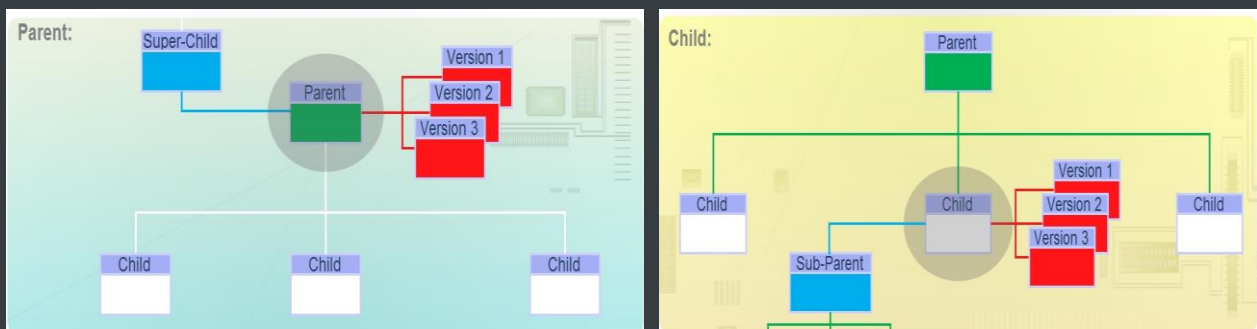 Parent:
Super-Child
Parent
Version 1
Version 2
Version 3
Child
Child
Child
Child:
Parent
Child
Child
Child
Version 1
Version 2
Version 3
Sub-Parent